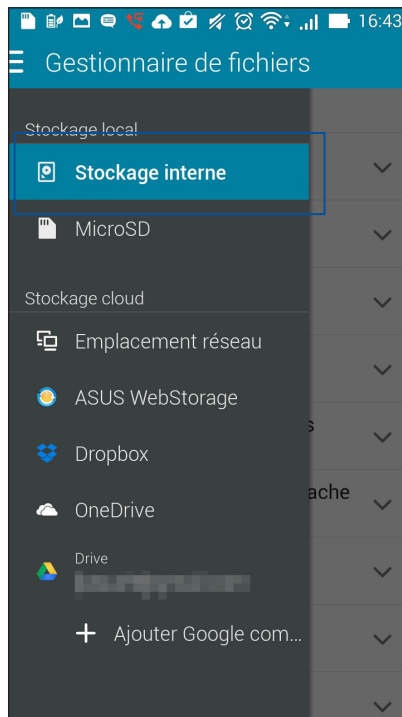 16:43
Gestionnaire de fichiers
Stockage local
Stockage interne
MicroSD
Stockage cloud
Emplacement réseau
ASUS WebStorage
s
Dropbox
ache
OneDrive
Drive
Ajouter Google com...